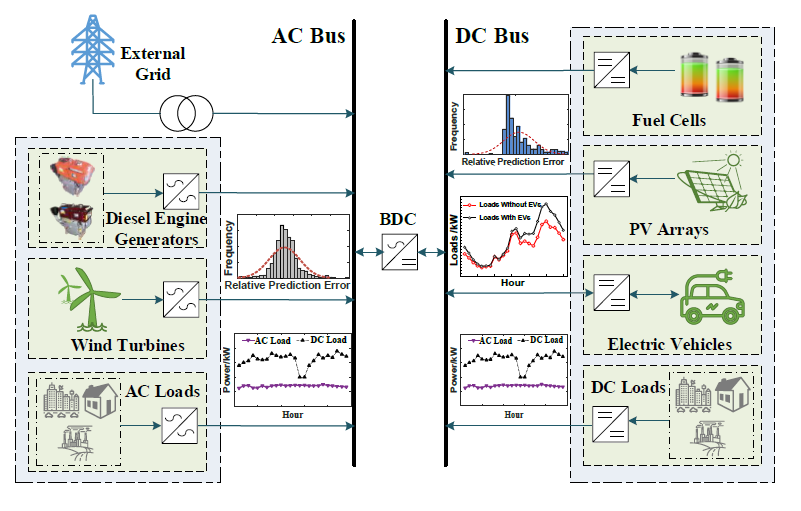 AC Bus
DC Bus
External
Grid
Fuel Cells
Frequency
Relative Prediction Error
Diesel Engine
Generators
PV Arrays
BDC
Loads Without EVs
Loads With EVs
Loads /kW
Hour
Frequency
Relative Prediction Error
Wind Turbines
Electric Vehicles
AC Load DC Load
Power/kW
Hour
AC Load DC Load
Power/kW
Hour
AC Loads
DC Loads